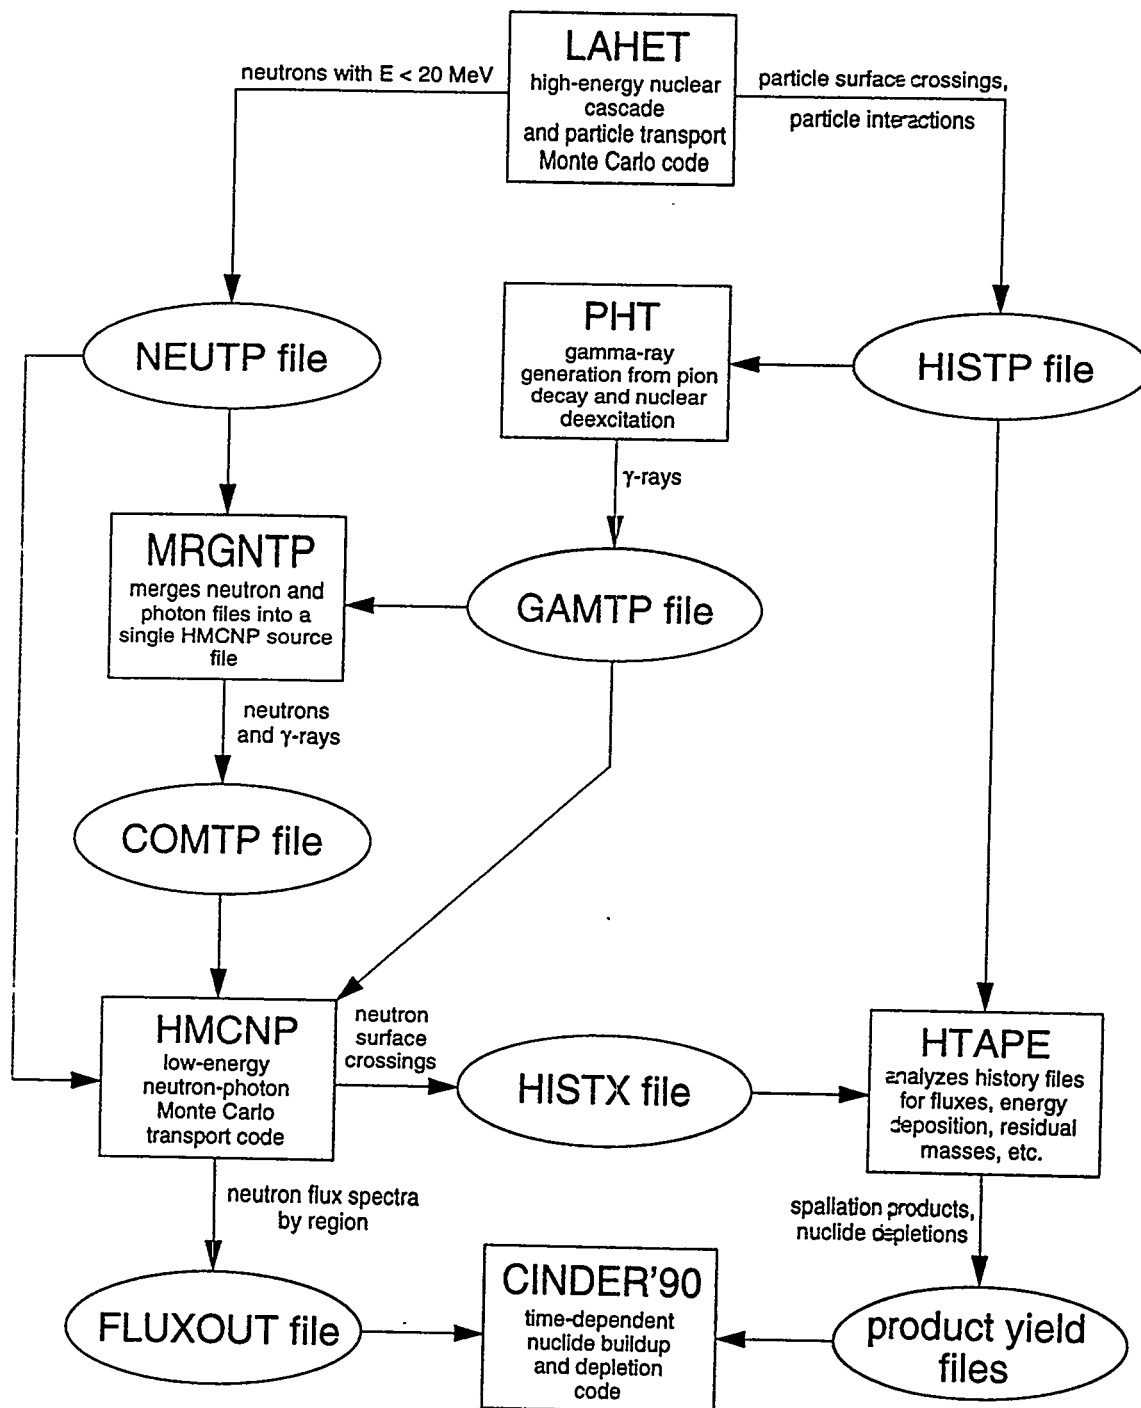 LAHET
high-energy nuclear
cascade
and particle transport
Monte Carlo code
neutrons with E < 20 MeV
particle surface crossings,
particle interactions
NEUTP file
PHT
gamma-ray
generation from pion
decay and nuclear
deexcitation
HISTP file
γ-rays
MRGNTP
merges neutron and
photon files into a
single HMCNP source
file
GAMTP file
neutrons
and γ-rays
COMTP file
HMCNP
low-energy
neutron-photon
Monte Carlo
transport code
neutron
surface
crossings
HISTX file
HTAPE
analyzes history files
for fluxes, energy
deposition, residual
masses, etc.
neutron flux spectra
by region
spallation products,
nuclide depletions
FLUXOUT file
CINDER'90
time-dependent
nuclide buildup
and depletion
code
product yield
files